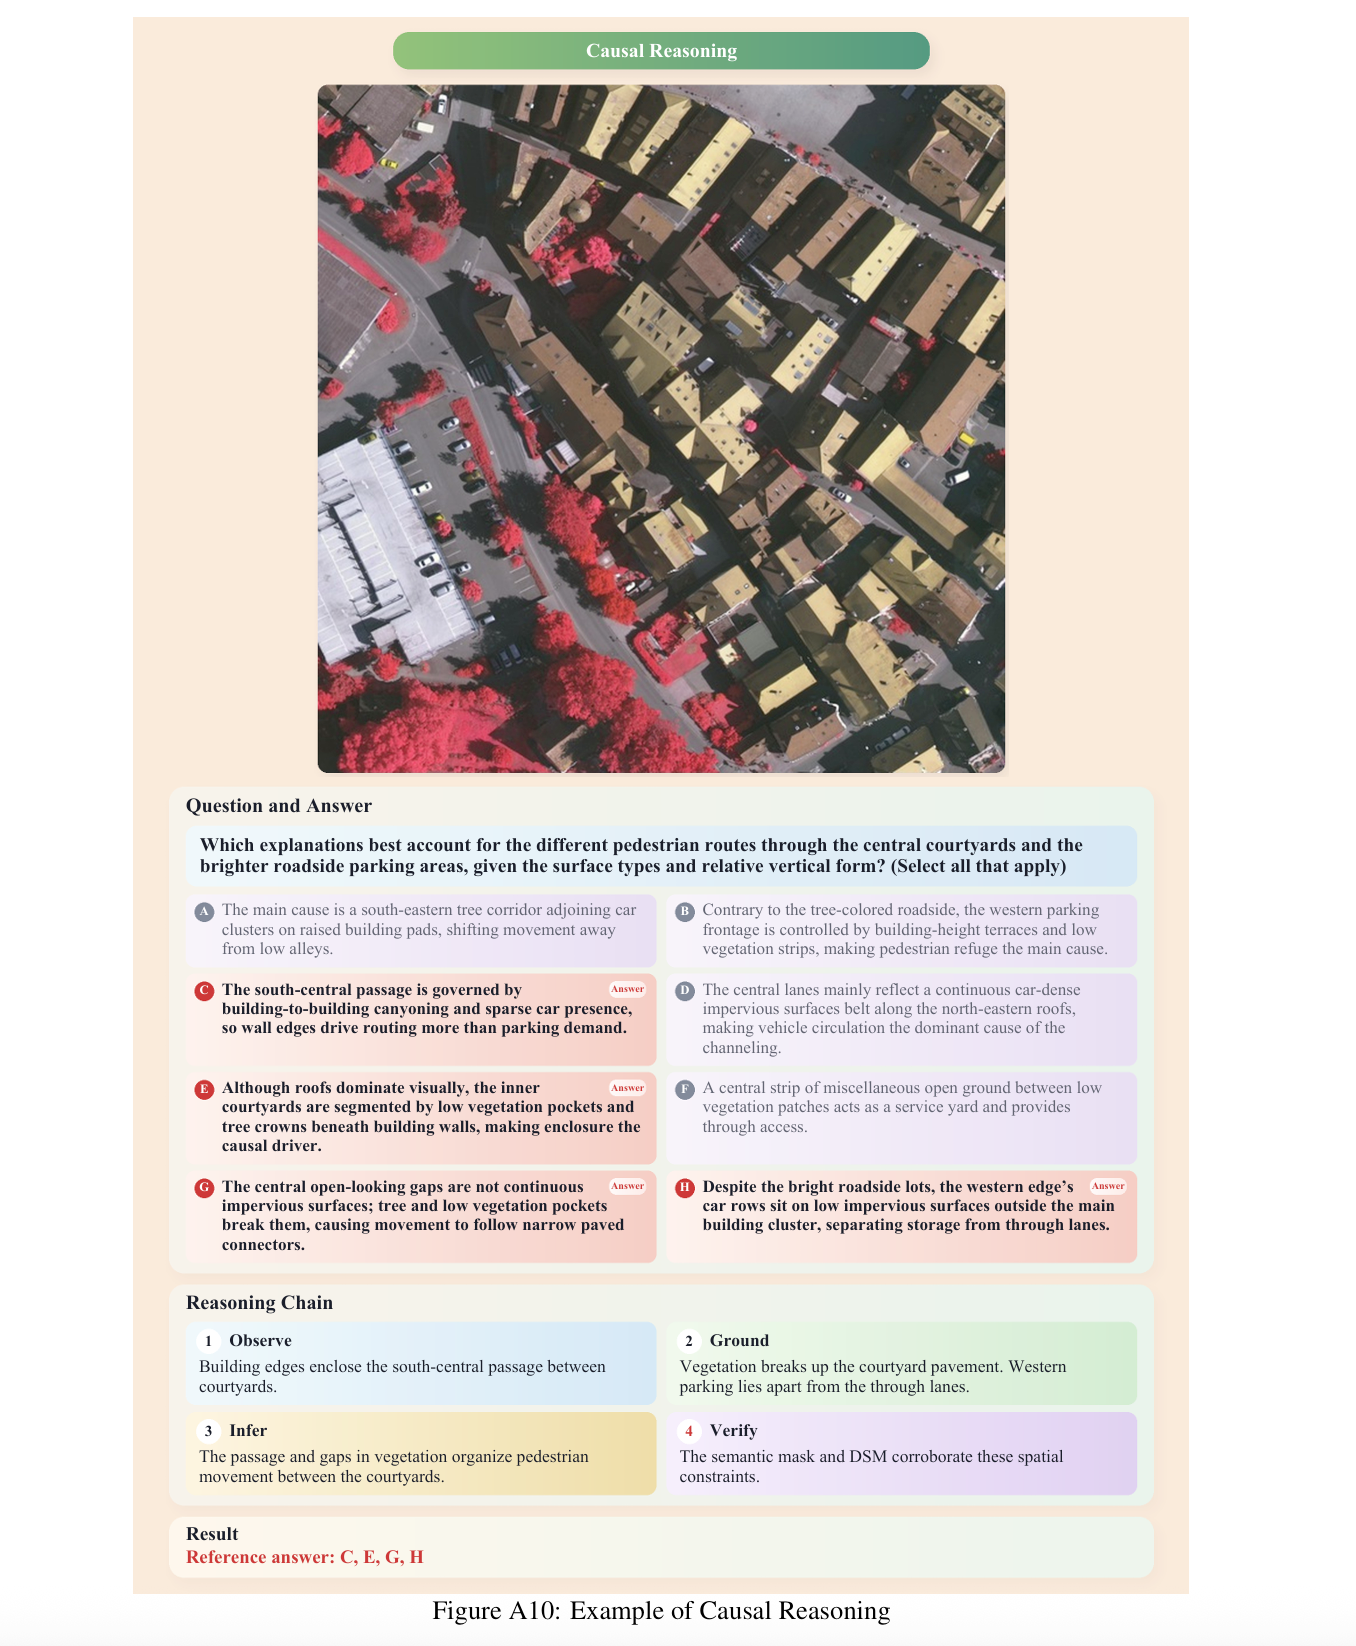 Causal Reasoning
Question and Answer
Which explanations best account for the different pedestrian routes through the central courtyards and the
brighter roadside parking areas, given the surface types and relative vertical form? (Select all that apply)
A The main cause is a south-eastern tree corridor adjoining car
clusters on raised building pads, shifting movement away
from low alleys.
B Contrary to the tree-colored roadside, the western parking
frontage is controlled by building-height terraces and low
vegetation strips, making pedestrian refuge the main cause.
C The south-central passage is governed by Answer
building-to-building canyoning and sparse car presence,
so wall edges drive routing more than parking demand.
D The central lanes mainly reflect a continuous car-dense
impervious surfaces belt along the north-eastern roofs,
making vehicle circulation the dominant cause of the
channeling.
E Although roofs dominate visually, the inner Answer
courtyards are segmented by low vegetation pockets and
tree crowns beneath building walls, making enclosure the
causal driver.
F A central strip of miscellaneous open ground between low
vegetation patches acts as a service yard and provides
through access.
G The central open-looking gaps are not continuous Answer
impervious surfaces; tree and low vegetation pockets
break them, causing movement to follow narrow paved
connectors.
H Despite the bright roadside lots, the western edge's Answer
car rows sit on low impervious surfaces outside the main
building cluster, separating storage from through lanes.
Reasoning Chain
1 Observe
Building edges enclose the south-central passage between
courtyards.
2 Ground
Vegetation breaks up the courtyard pavement. Western
parking lies apart from the through lanes.
3 Infer
The passage and gaps in vegetation organize pedestrian
movement between the courtyards.
4 Verify
The semantic mask and DSM corroborate these spatial
constraints.
Result
Reference answer: C, E, G, H
Figure A10: Example of Causal Reasoning